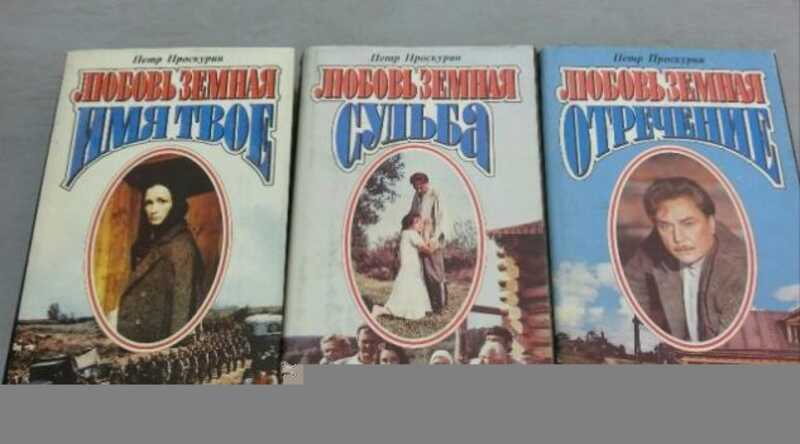 Петр Проскурин
ЛЮБОВЬ ЗЕМНАЯ
ИМЯ ТВОЕ
Петр Проскурин
ЛЮБОВЬ ЗЕМНАЯ
СУДЬБА
Петр Проскурин
ЛЮБОВЬ ЗЕМНАЯ
ОТРЕЧЕНИЕ